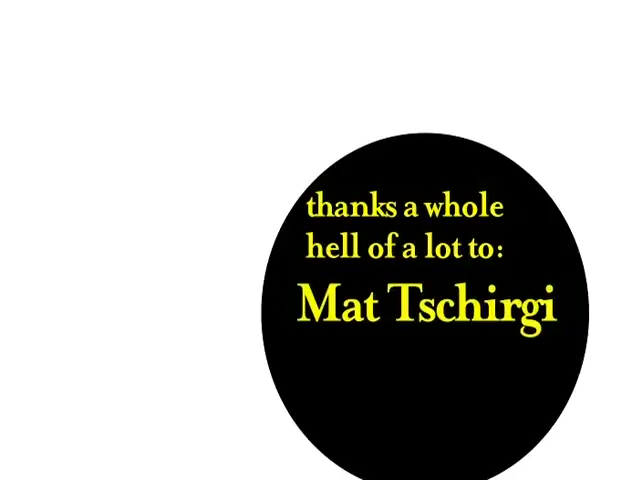 thanks a whole
hell of a lot to:
Mat Tschirgi